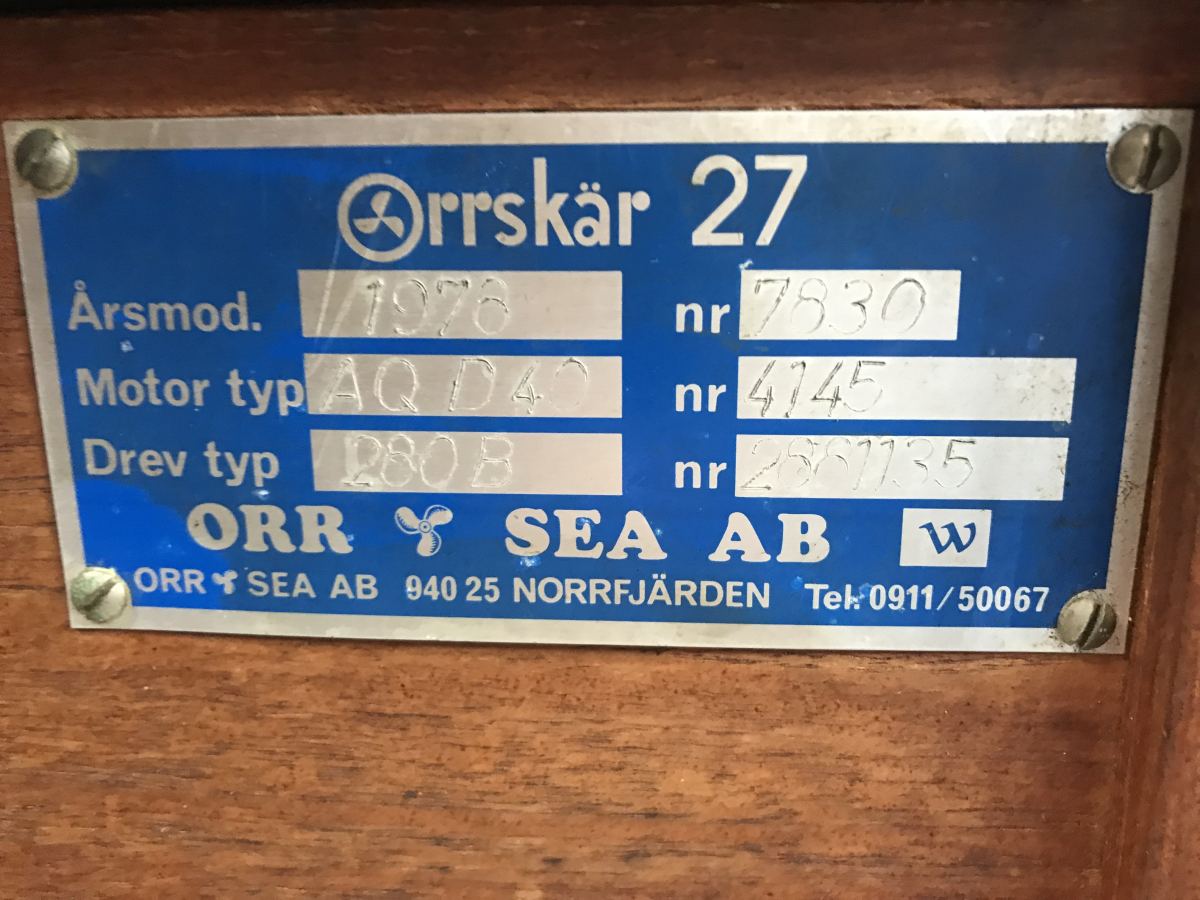 Orrskär 27
Årsmod. 1978 nr 7830
Motor typ AQ D 40 nr 4145
Drev typ 280B nr 2881135
ORR SEA AB W
ORR SEA AB 940 25 NORRFJÄRDEN Tel. 0911/50067